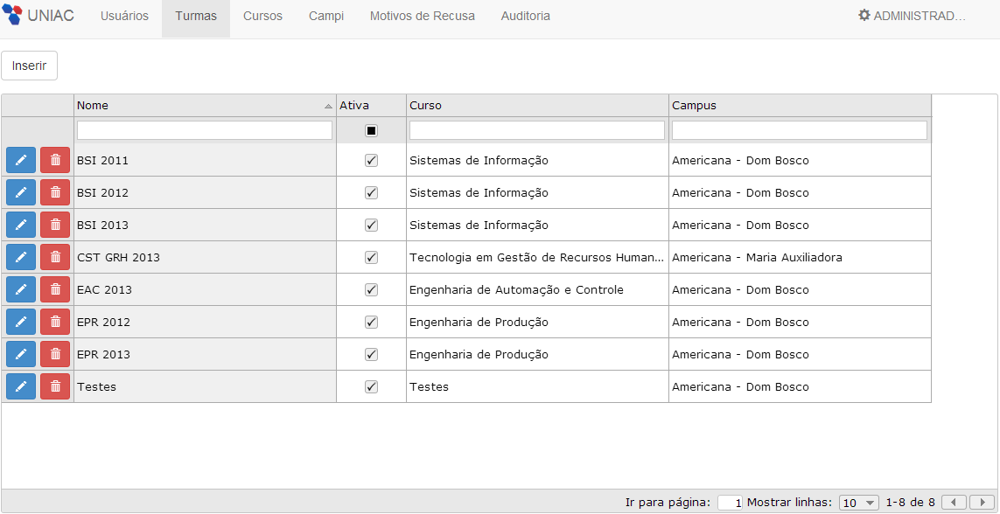 UNIAC Usuários Turmas Cursos Campi Motivos de Recusa Auditoria ADMINISTRAD...
Inserir
Nome Ativa Curso Campus
BSI 2011 Sistemas de Informação Americana - Dom Bosco
BSI 2012 Sistemas de Informação Americana - Dom Bosco
BSI 2013 Sistemas de Informação Americana - Dom Bosco
CST GRH 2013 Tecnologia em Gestão de Recursos Human... Americana - Maria Auxiliadora
EAC 2013 Engenharia de Automação e Controle Americana - Dom Bosco
EPR 2012 Engenharia de Produção Americana - Dom Bosco
EPR 2013 Engenharia de Produção Americana - Dom Bosco
Testes Testes Americana - Dom Bosco
Ir para página: 1 Mostrar linhas: 10 1-8 de 8